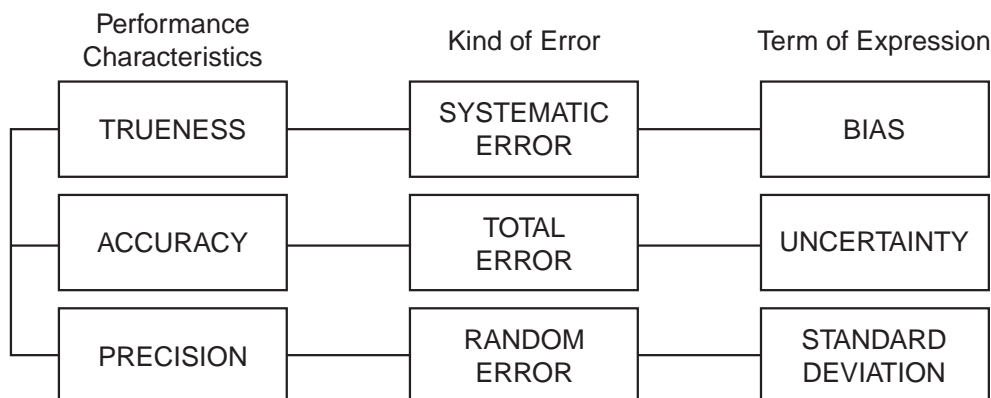 Performance
Characteristics
Kind of Error
Term of Expression
TRUENESS
SYSTEMATIC
ERROR
BIAS
ACCURACY
TOTAL
ERROR
UNCERTAINTY
PRECISION
RANDOM
ERROR
STANDARD
DEVIATION